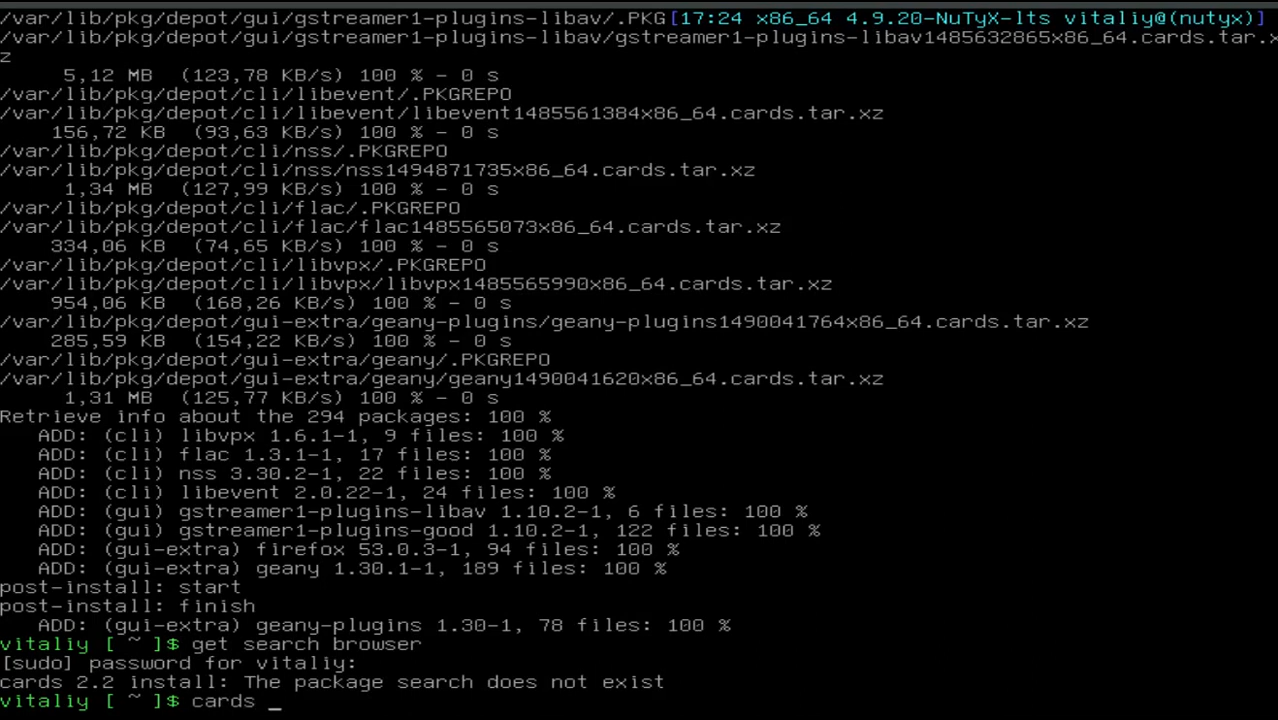 /var/lib/pkg/depot/gui/gstreamer1-plugins-libav/.PKG[17:24 x86_64 4.9.20-NuTyX-lts vitaliy@(nutyx)]
/var/lib/pkg/depot/gui/gstreamer1-plugins-libav/gstreamer1-plugins-libav1485632865x86_64.cards.tar.x
z
5,12 MB (123,78 KB/s) 100 % - 0 s
/var/lib/pkg/depot/cli/libevent/.PKGREPO
/var/lib/pkg/depot/cli/libevent/libevent1485561384x86_64.cards.tar.xz
156,72 KB (93,63 KB/s) 100 % - 0 s
/var/lib/pkg/depot/cli/nss/.PKGREPO
/var/lib/pkg/depot/cli/nss/nss1494871735x86_64.cards.tar.xz
1,34 MB (127,99 KB/s) 100 % - 0 s
/var/lib/pkg/depot/cli/flac/.PKGREPO
/var/lib/pkg/depot/cli/flac/flac1485565073x86_64.cards.tar.xz
334,06 KB (74,65 KB/s) 100 % - 0 s
/var/lib/pkg/depot/cli/libvpx/.PKGREPO
/var/lib/pkg/depot/cli/libvpx/libvpx1485565990x86_64.cards.tar.xz
954,06 KB (168,26 KB/s) 100 % - 0 s
/var/lib/pkg/depot/gui-extra/geany-plugins/geany-plugins1490041764x86_64.cards.tar.xz
285,59 KB (154,22 KB/s) 100 % - 0 s
/var/lib/pkg/depot/gui-extra/geany/.PKGREPO
/var/lib/pkg/depot/gui-extra/geany/geany1490041620x86_64.cards.tar.xz
1,31 MB (125,77 KB/s) 100 % - 0 s
Retrieve info about the 294 packages: 100 %
ADD: (cli) libvpx 1.6.1-1, 9 files: 100 %
ADD: (cli) flac 1.3.1-1, 17 files: 100 %
ADD: (cli) nss 3.30.2-1, 22 files: 100 %
ADD: (cli) libevent 2.0.22-1, 24 files: 100 %
ADD: (gui) gstreamer1-plugins-libav 1.10.2-1, 6 files: 100 %
ADD: (gui) gstreamer1-plugins-good 1.10.2-1, 122 files: 100 %
ADD: (gui-extra) firefox 53.0.3-1, 94 files: 100 %
ADD: (gui-extra) geany 1.30.1-1, 189 files: 100 %
post-install: start
post-install: finish
ADD: (gui-extra) geany-plugins 1.30-1, 78 files: 100 %
vitaliy [ ~ ]$ get search browser
[sudo] password for vitaliy:
cards 2.2 install: The package search does not exist
vitaliy [ ~ ]$ cards _